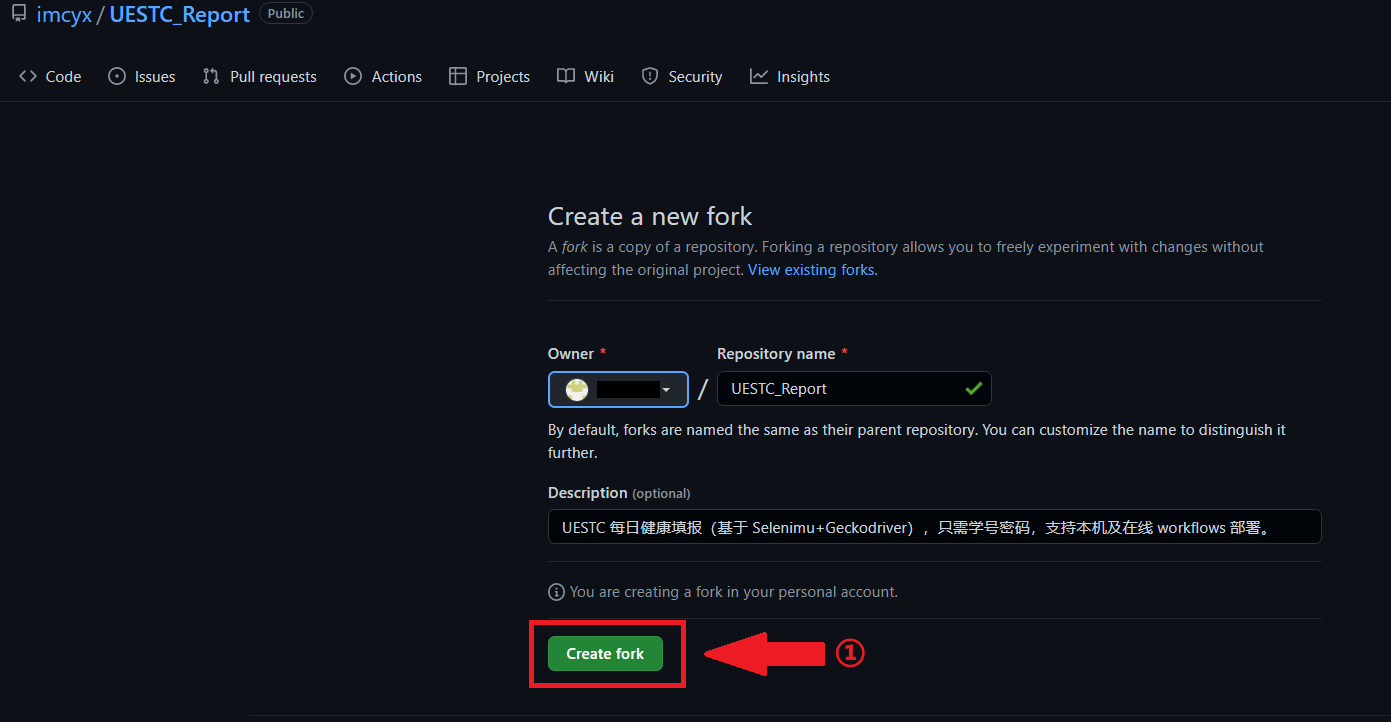 imcyx / UESTC_Report Public
Code Issues Pull requests Actions Projects Wiki Security Insights
Create a new fork
A fork is a copy of a repository. Forking a repository allows you to freely experiment with changes without
affecting the original project. View existing forks.
Owner * Repository name *
/ UESTC_Report
By default, forks are named the same as their parent repository. You can customize the name to distinguish it
further.
Description (optional)
UESTC 每日健康填报（基于 Selenimu+Geckodriver），只需学号密码，支持本机及在线 workflows 部署。
You are creating a fork in your personal account.
Create fork ①